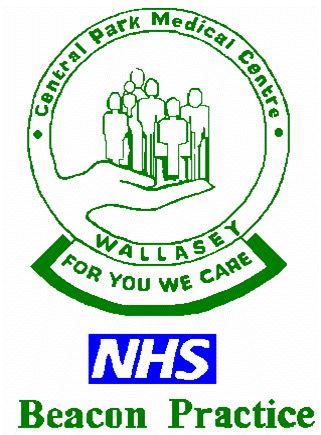 • Central Park Medical Centre •
WALLASEY
FOR YOU WE CARE
NHS
Beacon Practice